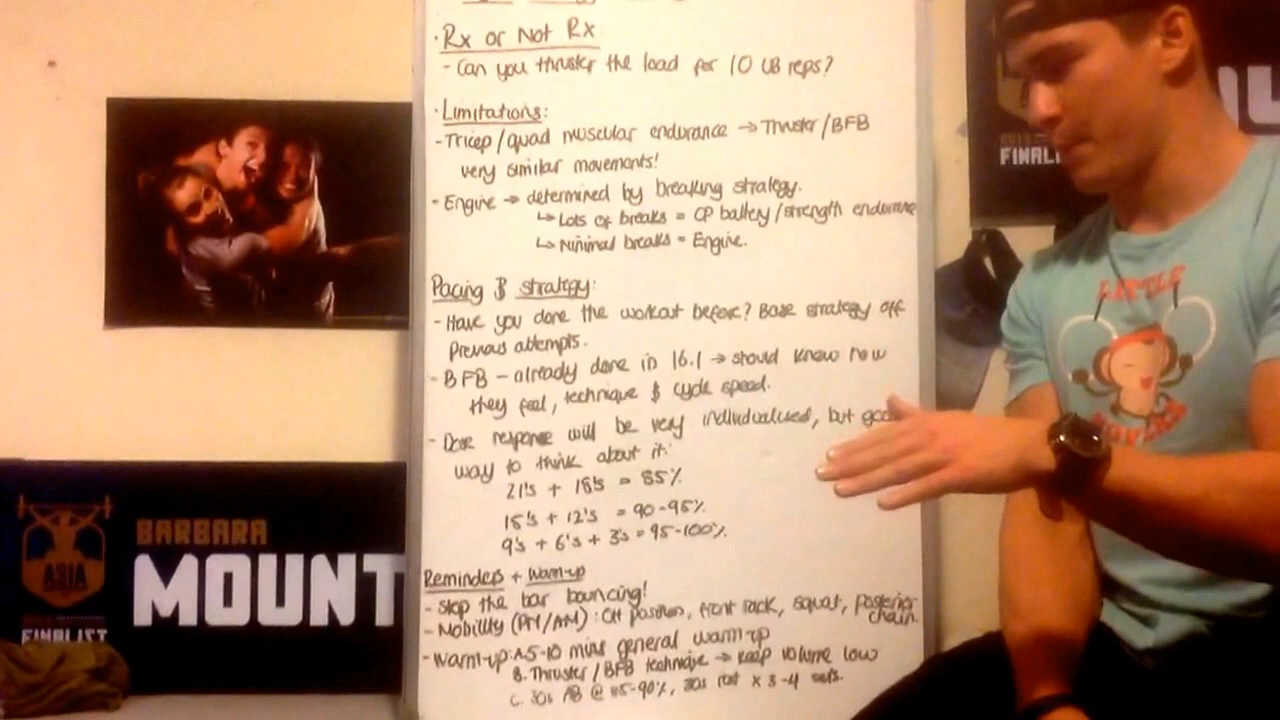 · Rx or Not Rx
- Can you thruster the load for 10 UB reps?
· Limitations:
- Tricep/quad muscular endurance → Thruster/BFB
very similar movements!
- Engine → determined by breaking strategy.
↳ Lots of breaks = CP battery/strength endurance
↳ Minimal breaks = Engine.
Pacing & strategy:
- Have you done the workout before? Base strategy off
Previous attempts.
- BFB - already done in 16.1 → should know how
they feel, technique & cycle speed.
- Dose response will be very individualised, but good
way to think about it:
21's + 18's = 85%
15's + 12's = 90-95%
9's + 6's + 3's = 95-100%
Reminders + Warm-up
- Stop the bar bouncing!
- Mobility (PM/AM): OH position, front rack, squat, posterior
chain.
- Warm-up: A. 5-10 mins general warm-up
B. Thruster/BFB technique → keep volume low
C. 30s AB @ 85-90%, 30s rest x 3-4 sets.
ASIA
FINALIST
BARBARA
MOUNT
FINALI
LITTLE